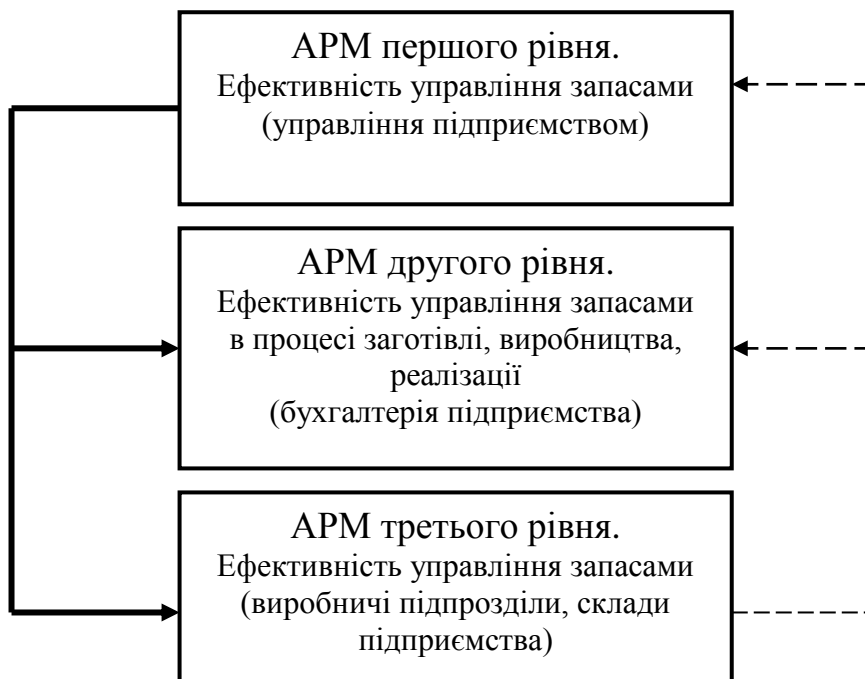 АРМ першого рівня.
Ефективність управління запасами
(управління підприємством)
АРМ другого рівня.
Ефективність управління запасами
в процесі заготівлі, виробництва,
реалізації
(бухгалтерія підприємства)
АРМ третього рівня.
Ефективність управління запасами
(виробничі підпрозділи, склади
підприємства)